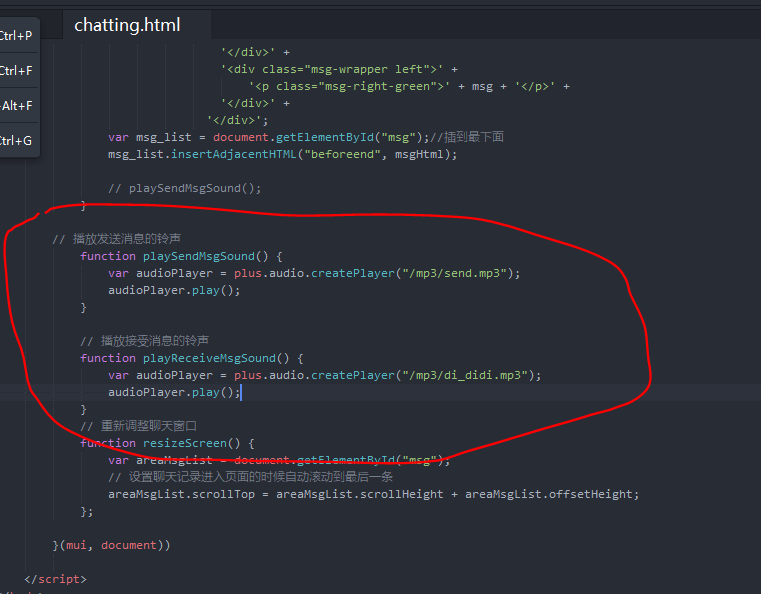 chatting.html
Ctrl+P
Ctrl+F
Alt+F
Ctrl+G
'</div>' +
'<div class="msg-wrapper left">' +
'<p class="msg-right-green">' + msg + '</p>' +
'</div>' +
'</div>';
var msg_list = document.getElementById("msg");//插到最下面
msg_list.insertAdjacentHTML("beforeend", msgHtml);
// playSendMsgSound();
}
// 播放发送消息的铃声
function playSendMsgSound() {
var audioPlayer = plus.audio.createPlayer("/mp3/send.mp3");
audioPlayer.play();
}
// 播放接受消息的铃声
function playReceiveMsgSound() {
var audioPlayer = plus.audio.createPlayer("/mp3/di_didi.mp3");
audioPlayer.play();
}
// 重新调整聊天窗口
function resizeScreen() {
var areaMsgList = document.getElementById("msg");
// 设置聊天记录进入页面的时候自动滚动到最后一条
areaMsgList.scrollTop = areaMsgList.scrollHeight + areaMsgList.offsetHeight;
};
}(mui, document))
</script>